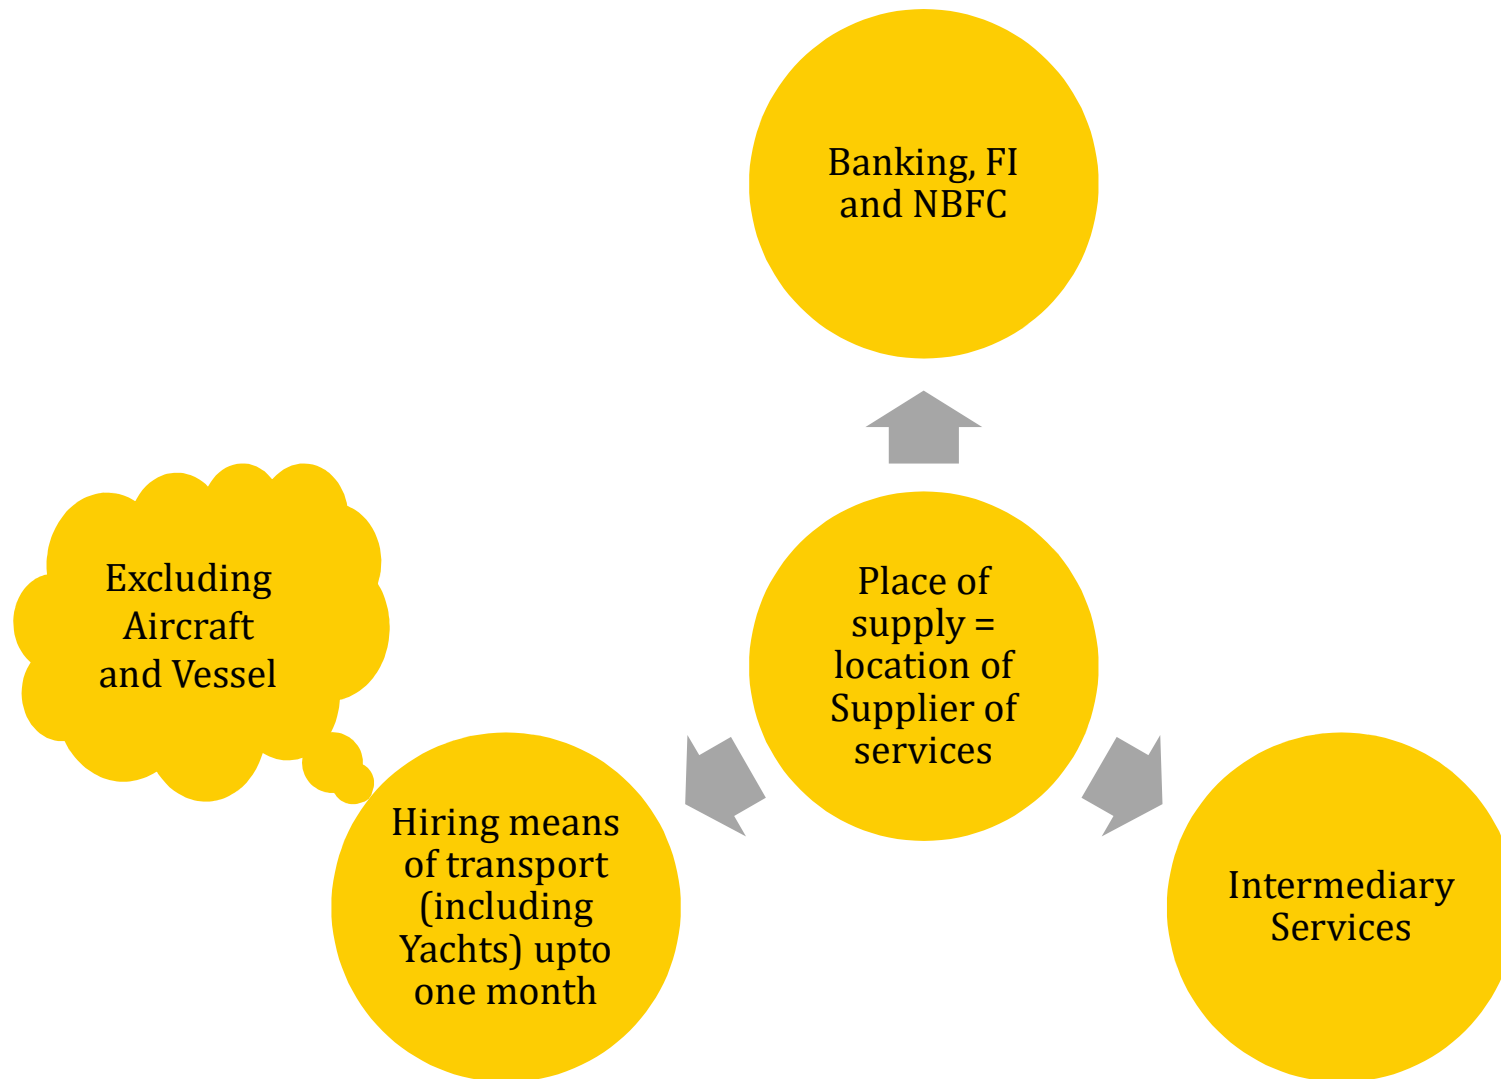 Banking, FI
and NBFC
Excluding
Aircraft
and Vessel
Place of
supply =
location of
Supplier of
services
Hiring means
of transport
(including
Yachts) upto
one month
Intermediary
Services